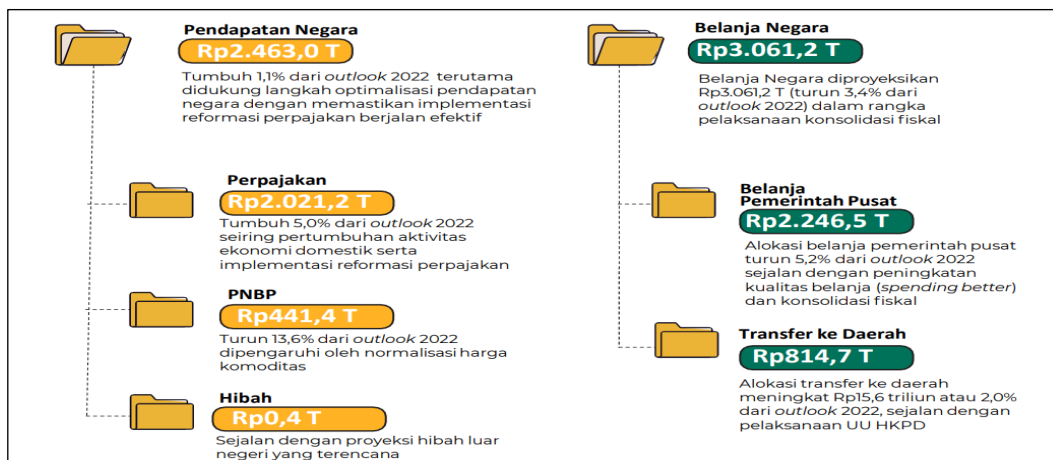 Pendapatan Negara
Rp2.463,0 T
Tumbuh 1,1% dari outlook 2022 terutama
didukung langkah optimalisasi pendapatan
negara dengan memastikan implementasi
reformasi perpajakan berjalan efektif
Perpajakan
Rp2.021,2 T
Tumbuh 5,0% dari outlook 2022
seiring pertumbuhan aktivitas
ekonomi domestik serta
implementasi reformasi perpajakan
PNBP
Rp441,4 T
Turun 13,6% dari outlook 2022
dipengaruhi oleh normalisasi harga
komoditas
Hibah
Rp0,4 T
Sejalan dengan proyeksi hibah luar
negeri yang terencana
Belanja Negara
Rp3.061,2 T
Belanja Negara diproyeksikan
Rp3.061,2 T (turun 3,4% dari
outlook 2022) dalam rangka
pelaksanaan konsolidasi fiskal
Belanja
Pemerintah Pusat
Rp2.246,5 T
Alokasi belanja pemerintah pusat
turun 5,2% dari outlook 2022
sejalan dengan peningkatan
kualitas belanja (spending better)
dan konsolidasi fiskal
Transfer ke Daerah
Rp814,7 T
Alokasi transfer ke daerah
meningkat Rp15,6 triliun atau 2,0%
dari outlook 2022, sejalan dengan
pelaksanaan UU HKPD